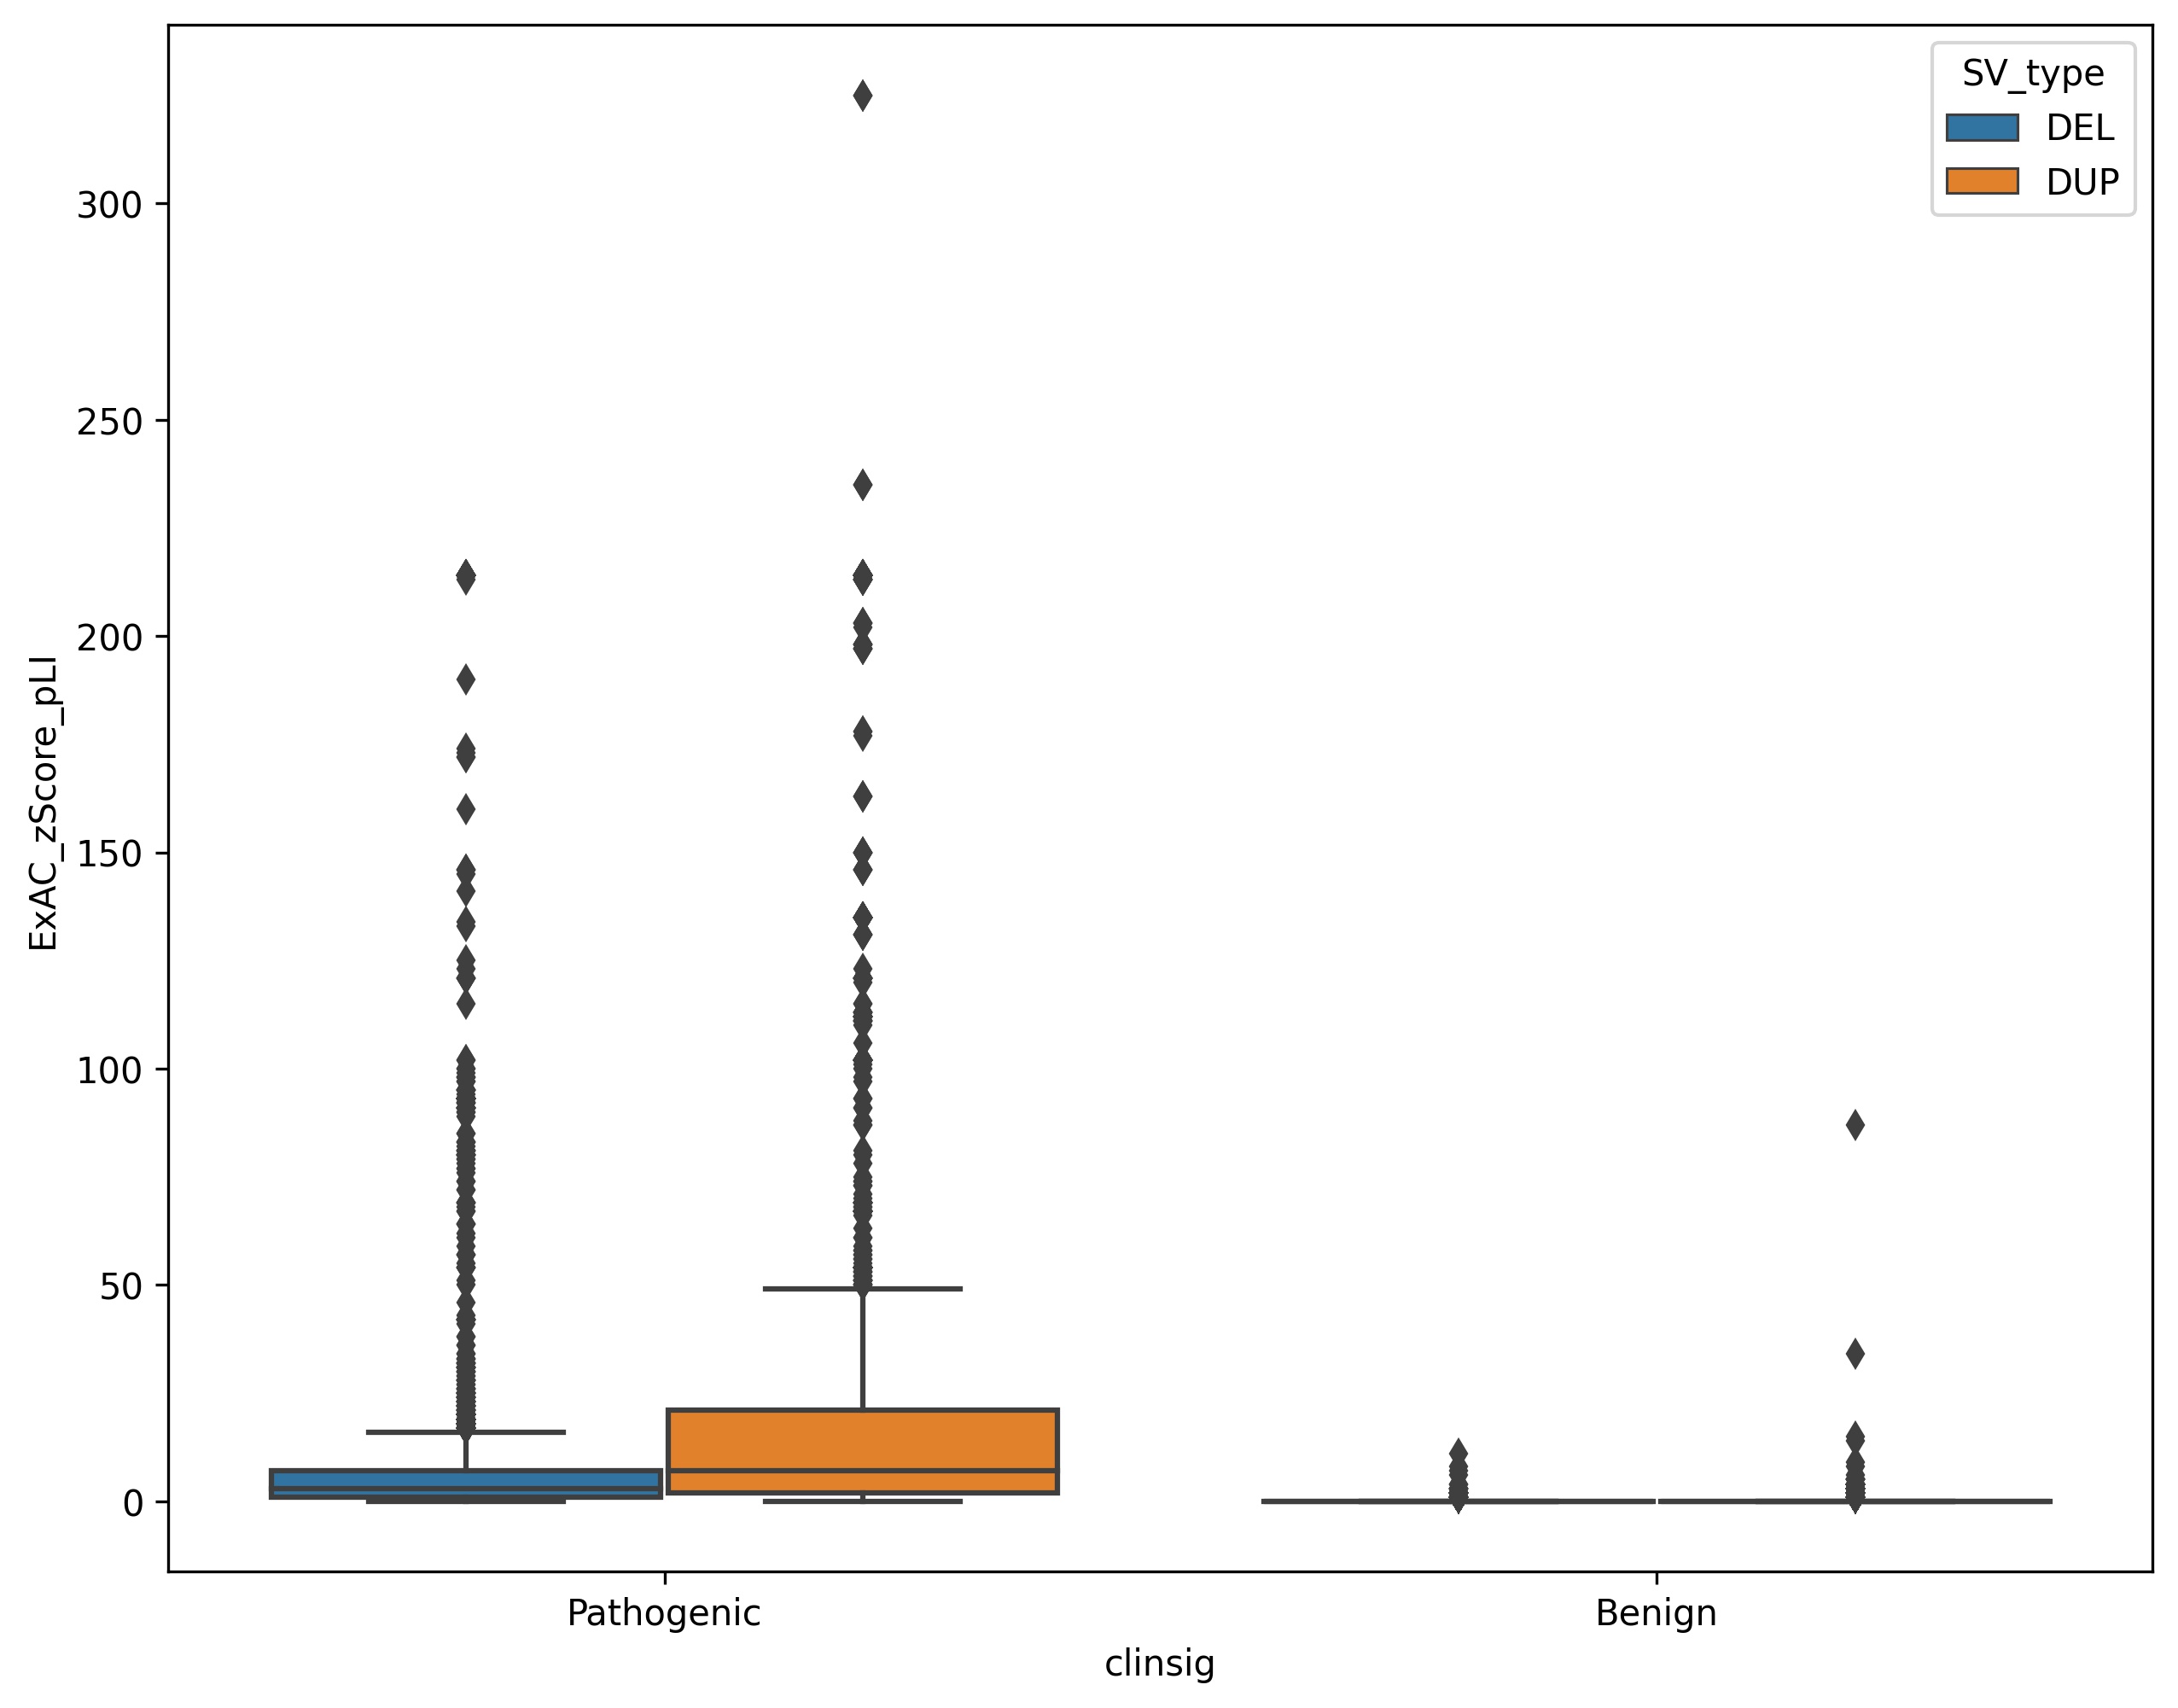 SV_type
DEL
DUP
ExAC_zScore_pLI
300
250
200
150
100
50
0
Pathogenic
Benign
clinsig